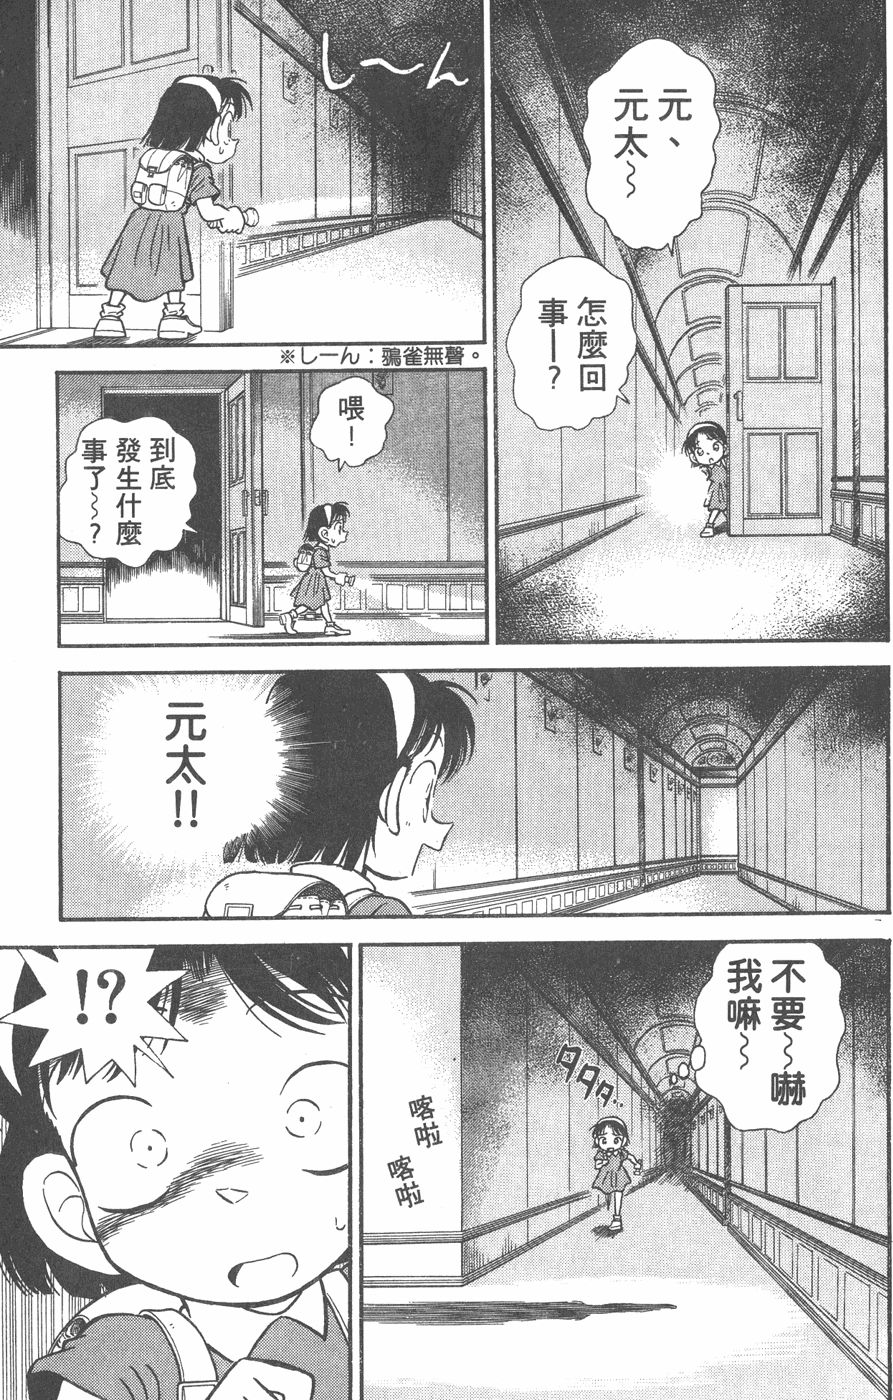 元、
元太～
怎麼回
事－？
しーん
※しーん：鴉雀無聲。
喂！
到底
發生什麼
事了～？
元太!!
不要～嚇
我嘛～
タタタ..
喀啦
喀啦
!?